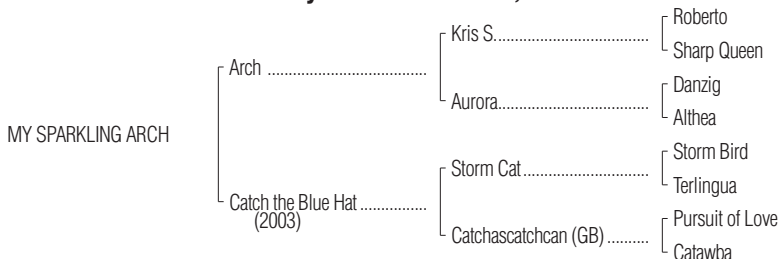 Roberto
Kris S.
Sharp Queen
Arch
Danzig
Aurora
Althea
MY SPARKLING ARCH
Storm Bird
Storm Cat
Terlingua
Catch the Blue Hat
(2003)
Pursuit of Love
Catchascatchcan (GB)
Catawba